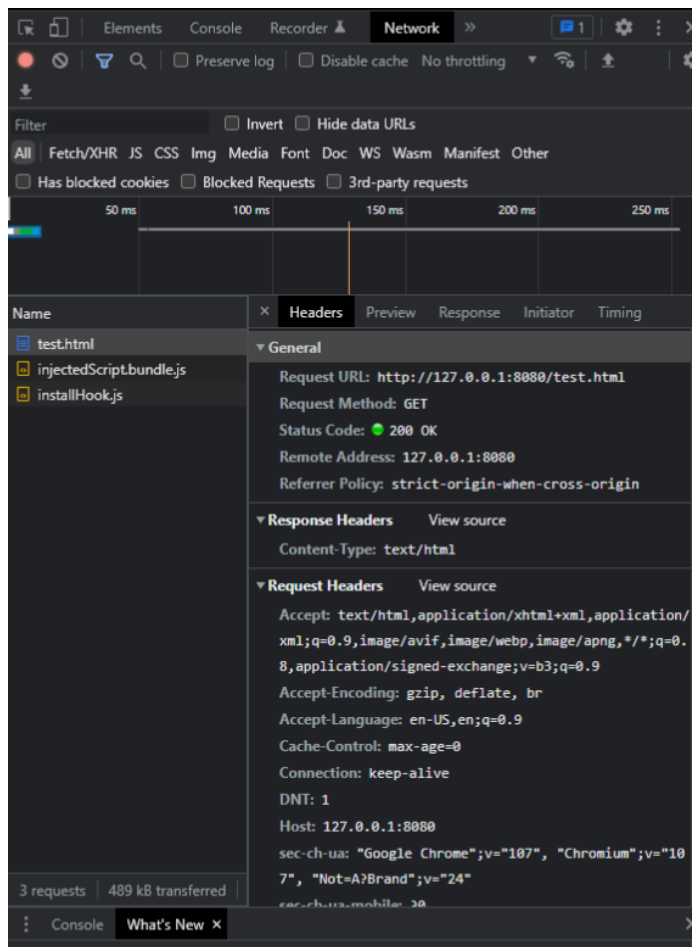 Elements Console Recorder Network » 1
Preserve log Disable cache No throttling
Filter Invert Hide data URLs
All Fetch/XHR JS CSS Img Media Font Doc WS Wasm Manifest Other
Has blocked cookies Blocked Requests 3rd-party requests
50 ms 100 ms 150 ms 200 ms 250 ms
Name
test.html
injectedScript.bundle.js
installHook.js
3 requests 489 kB transferred
× Headers Preview Response Initiator Timing
General
Request URL: http://127.0.0.1:8080/test.html
Request Method: GET
Status Code: 200 OK
Remote Address: 127.0.0.1:8080
Referrer Policy: strict-origin-when-cross-origin
Response Headers View source
Content-Type: text/html
Request Headers View source
Accept: text/html,application/xhtml+xml,application/
xml;q=0.9,image/avif,image/webp,image/apng,*/*;q=0.
8,application/signed-exchange;v=b3;q=0.9
Accept-Encoding: gzip, deflate, br
Accept-Language: en-US,en;q=0.9
Cache-Control: max-age=0
Connection: keep-alive
DNT: 1
Host: 127.0.0.1:8080
sec-ch-ua: "Google Chrome";v="107", "Chromium";v="10
7", "Not=A?Brand";v="24"
sec-ch-ua-mobile: ?0
Console What's New ×